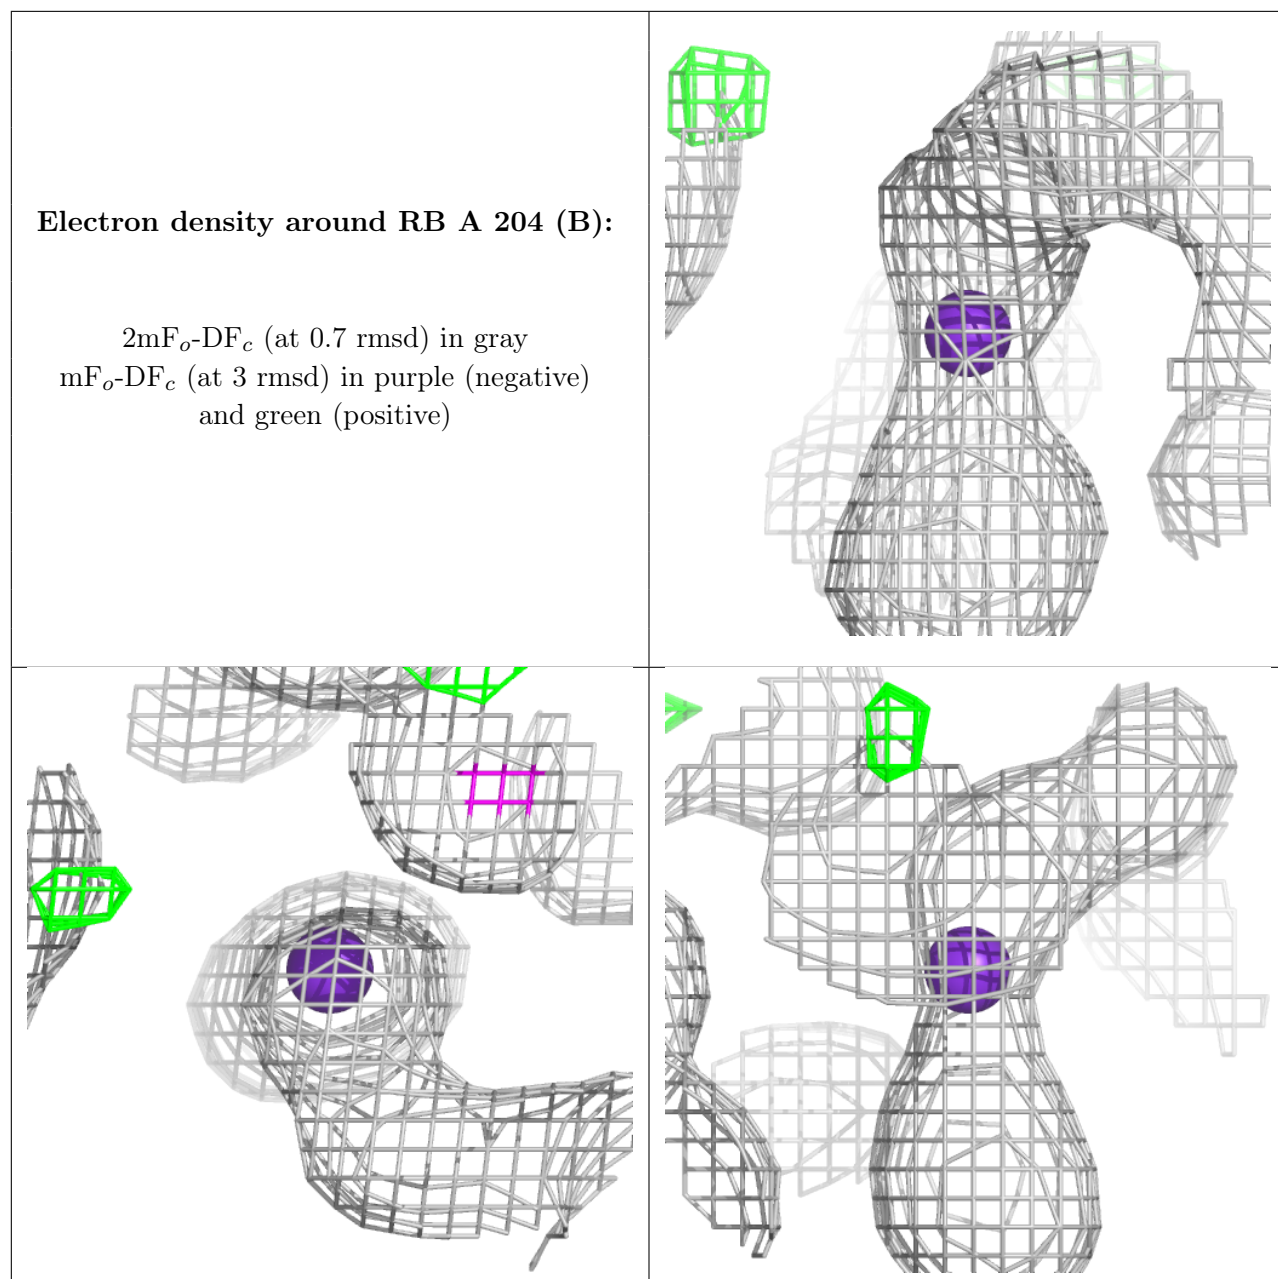 Electron density around RB A 204 (B):
2mFo-DFc (at 0.7 rmsd) in gray
mFo-DFc (at 3 rmsd) in purple (negative)
and green (positive)